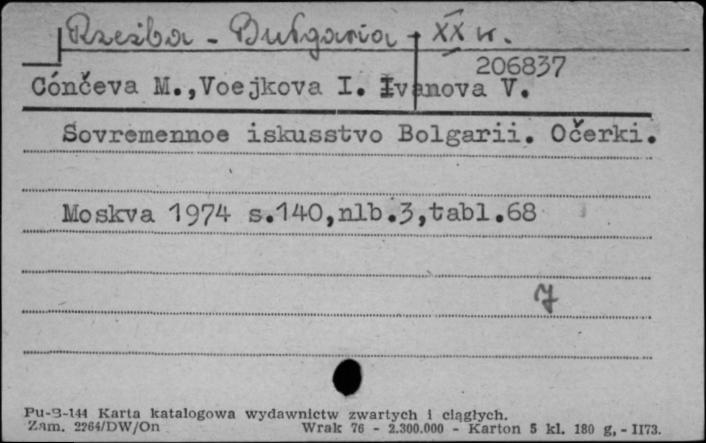 Rzeźba - Bułgaria - XX w.
206837
Cónčeva M.,Voejkova I. Ivanova V.
Sovremennoe iskusstvo Bolgarii. Očerki.
Moskva 1974 s.140,nlb.3,tabl.68
7
Pu-B-144 Karta katalogowa wydawnictw zwartych i ciągłych.
Zam. 2264/DW/On Wrak 76 - 2.300.000 - Karton 5 kl. 180 g, - II73.